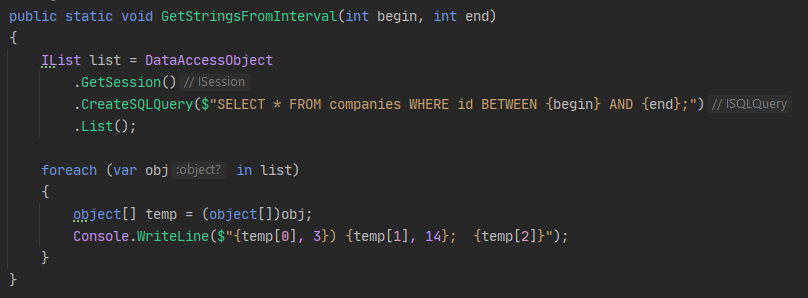 public static void GetStringsFromInterval(int begin, int end)
{
    IList list = DataAccessObject
        .GetSession() // ISession
        .CreateSQLQuery($"SELECT * FROM companies WHERE id BETWEEN {begin} AND {end};") // ISQLQuery
        .List();

    foreach (var obj :object? in list)
    {
        object[] temp = (object[])obj;
        Console.WriteLine($"{temp[0], 3}) {temp[1], 14};  {temp[2]}");
    }
}